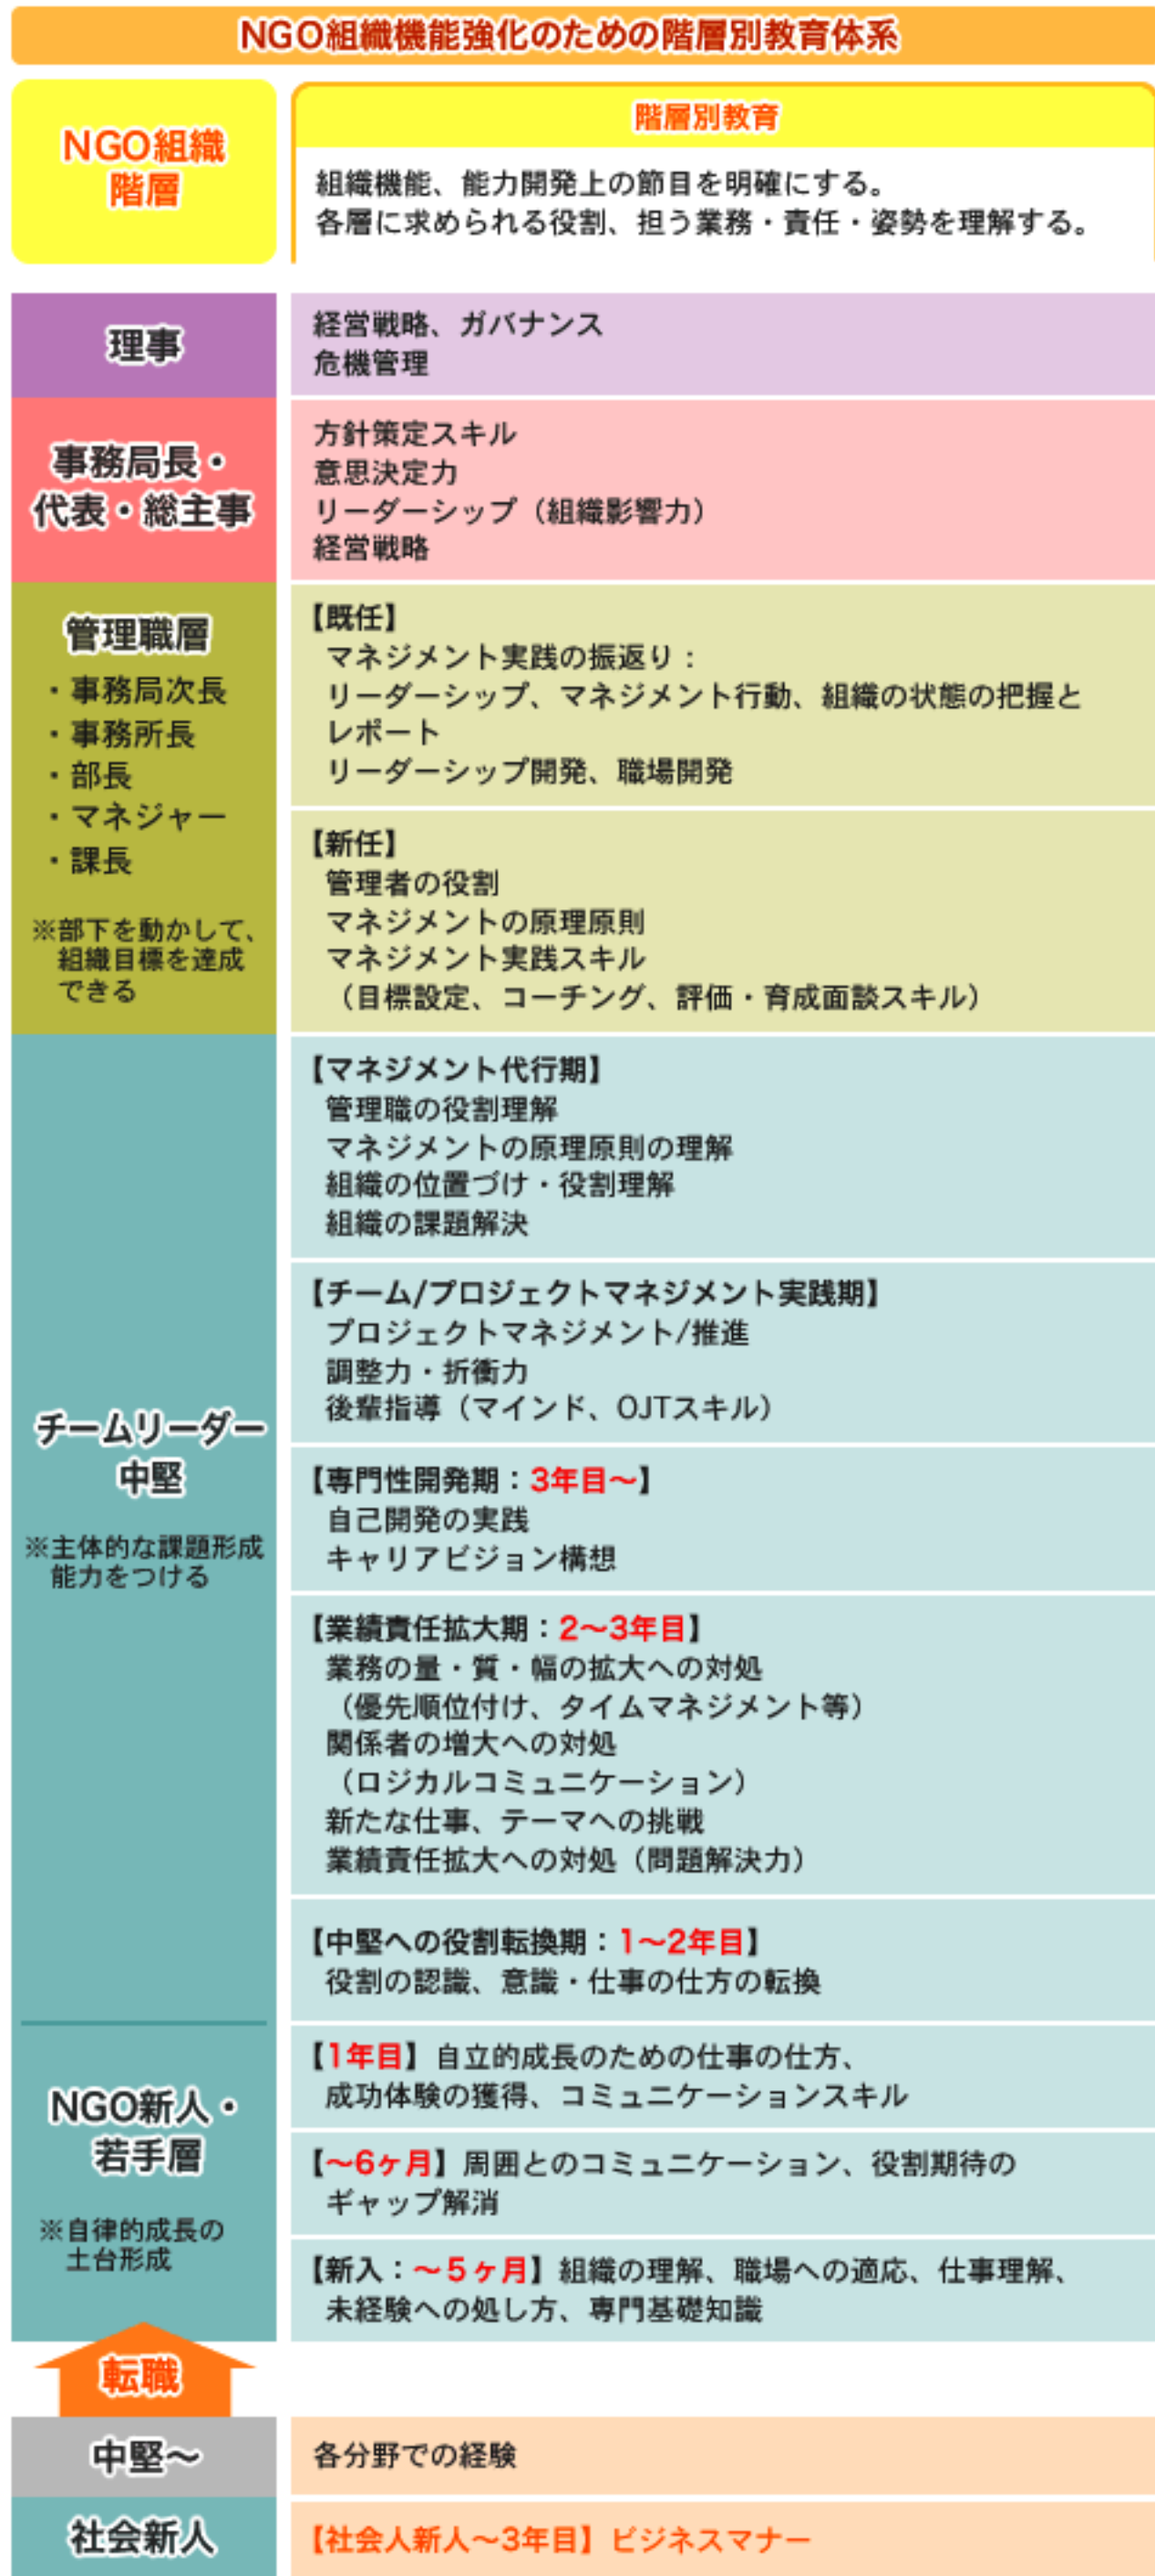 NGO組織機能強化のための階層別教育体系
NGO組織
階層
階層別教育
組織機能、能力開発上の節目を明確にする。
各層に求められる役割、担う業務・責任・姿勢を理解する。
理事
経営戦略、ガバナンス
危機管理
事務局長・
代表・総主事
方針策定スキル
意思決定力
リーダーシップ（組織影響力）
経営戦略
管理職層
・事務局次長
・事務所長
・部長
・マネジャー
・課長
※部下を動かして、
組織目標を達成
できる
【既任】
マネジメント実践の振返り：
リーダーシップ、マネジメント行動、組織の状態の把握と
レポート
リーダーシップ開発、職場開発
【新任】
管理者の役割
マネジメントの原理原則
マネジメント実践スキル
（目標設定、コーチング、評価・育成面談スキル）
チームリーダー
中堅
※主体的な課題形成
能力をつける
【マネジメント代行期】
管理職の役割理解
マネジメントの原理原則の理解
組織の位置づけ・役割理解
組織の課題解決
【チーム/プロジェクトマネジメント実践期】
プロジェクトマネジメント/推進
調整力・折衝力
後輩指導（マインド、OJTスキル）
【専門性開発期：3年目～】
自己開発の実践
キャリアビジョン構想
【業績責任拡大期：2～3年目】
業務の量・質・幅の拡大への対処
（優先順位付け、タイムマネジメント等）
関係者の増大への対処
（ロジカルコミュニケーション）
新たな仕事、テーマへの挑戦
業績責任拡大への対処（問題解決力）
【中堅への役割転換期：1～2年目】
役割の認識、意識・仕事の仕方の転換
NGO新人・
若手層
※自律的成長の
土台形成
【1年目】自立的成長のための仕事の仕方、
成功体験の獲得、コミュニケーションスキル
【～6ヶ月】周囲とのコミュニケーション、役割期待の
ギャップ解消
【新入：～５ヶ月】組織の理解、職場への適応、仕事理解、
未経験への処し方、専門基礎知識
転職
中堅～
各分野での経験
社会新人
【社会人新人～3年目】ビジネスマナー